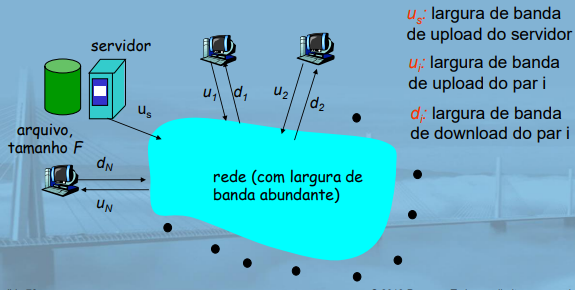 servidor
u_s
arquivo,
tamanho F
u_1
d_1
u_2
d_2
d_N
u_N
rede (com largura de
banda abundante)
u_s: largura de banda
de upload do servidor
u_i: largura de banda
de upload do par i
d_i: largura de banda
de download do par i